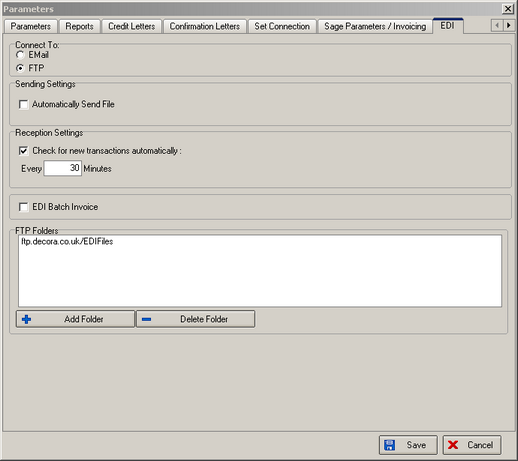 Parameters
Parameters Reports Credit Letters Confirmation Letters Set Connection Sage Parameters / Invoicing EDI
Connect To:
EMail
FTP
Sending Settings
Automatically Send File
Reception Settings
Check for new transactions automatically :
Every 30 Minutes
EDI Batch Invoice
FTP Folders
ftp.decora.co.uk/EDIFiles
Add Folder Delete Folder
Save Cancel